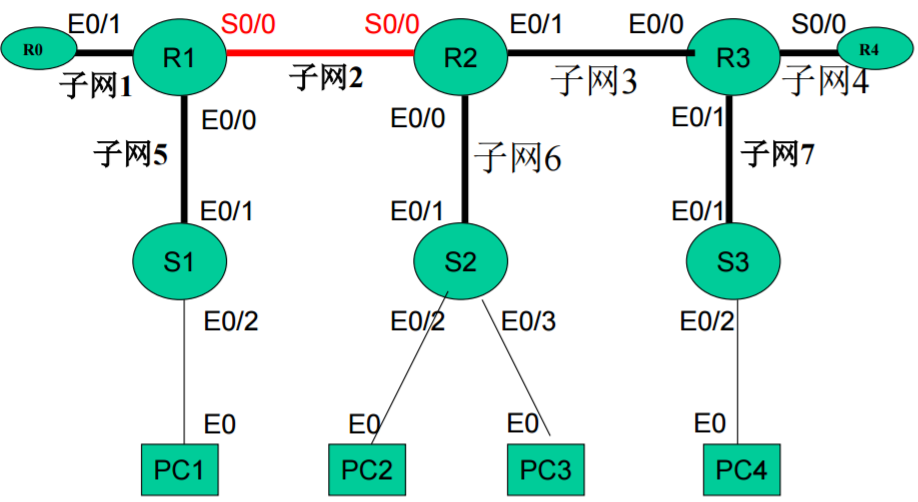 E0/1 S0/0 S0/0 E0/1 E0/0 S0/0
R0 R1 R2 R3 R4
子网1 子网2 子网3 子网4
E0/0 E0/0 E0/1
子网5 子网6 子网7
E0/1 E0/1 E0/1
S1 S2 S3
E0/2 E0/2 E0/3 E0/2
E0 E0 E0 E0
PC1 PC2 PC3 PC4